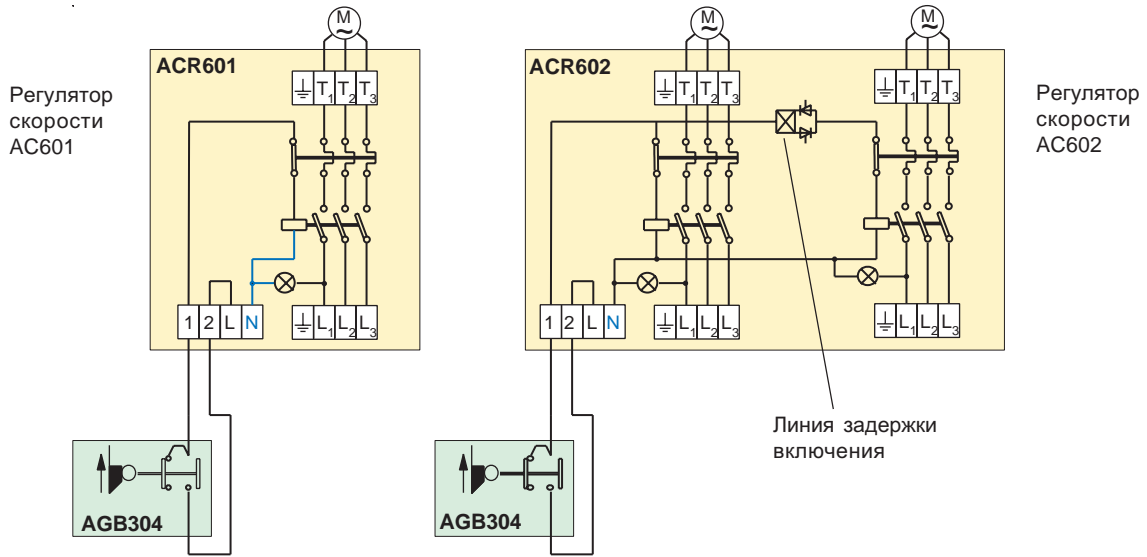 M
~
M
~
M
~
ACR601
ACR602
T1 T2 T3
T1 T2 T3
T1 T2 T3
Регулятор
скорости
AC601
Регулятор
скорости
AC602
1 2 L N
L1 L2 L3
1 2 L N
L1 L2 L3
L1 L2 L3
Линия задержки
включения
AGB304
AGB304